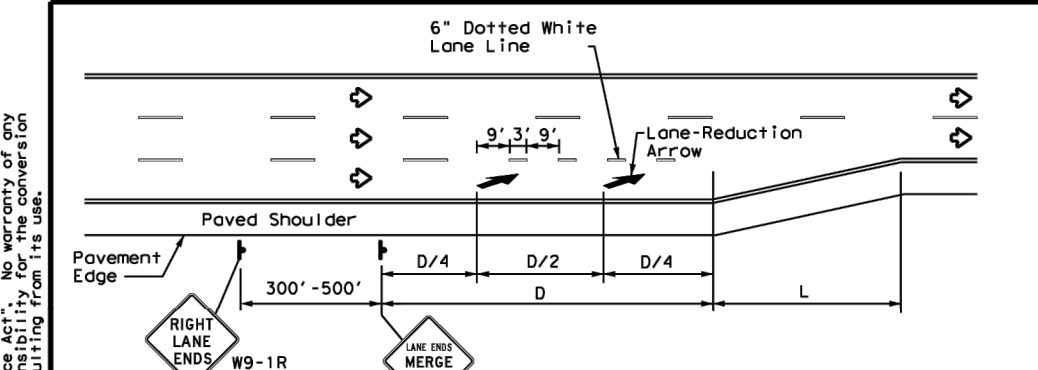 6" Dotted White
Lane Line
9' 3' 9'
Lane-Reduction
Arrow
Paved Shoulder
Pavement
Edge
D/4 D/2 D/4
300'-500' D L
RIGHT
LANE
ENDS
W9-1R
LANE ENDS
MERGE
ce Act". No warranty of any
nsibility for the conversion
ulting from its use.